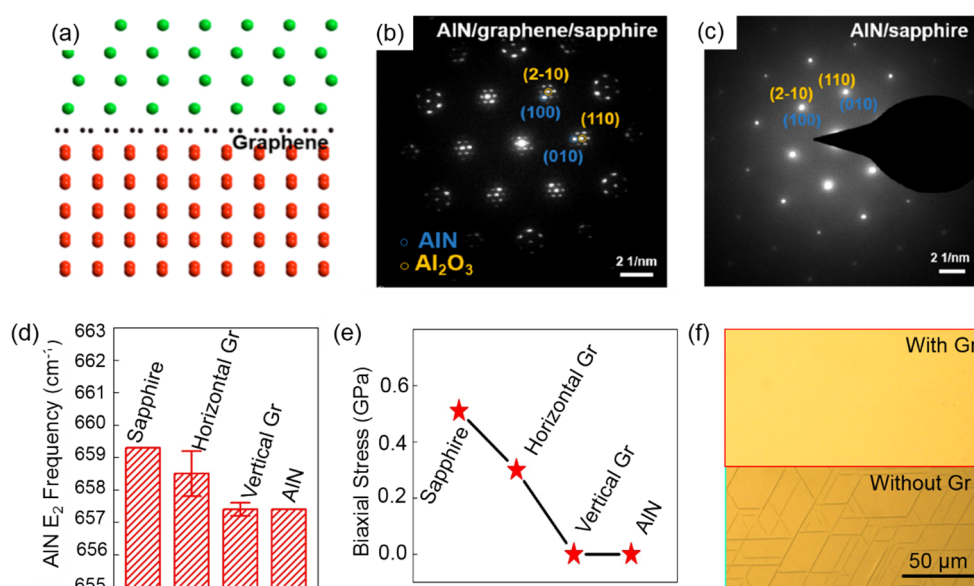 (a)
Graphene
(b)
AlN/graphene/sapphire
(2-10)
(100)
(110)
(010)
AlN
Al₂O₃
2 1/nm
(c)
AlN/sapphire
(110)
(2-10)
(010)
(100)
2 1/nm
(d)
AlN E₂ Frequency (cm⁻¹)
663
662
661
660
659
658
657
656
655
Sapphire
Horizontal Gr
Vertical Gr
AlN
(e)
Biaxial Stress (GPa)
0.6
0.4
0.2
0.0
Sapphire
Horizontal Gr
Vertical Gr
AlN
(f)
With Gr
Without Gr
50 μm